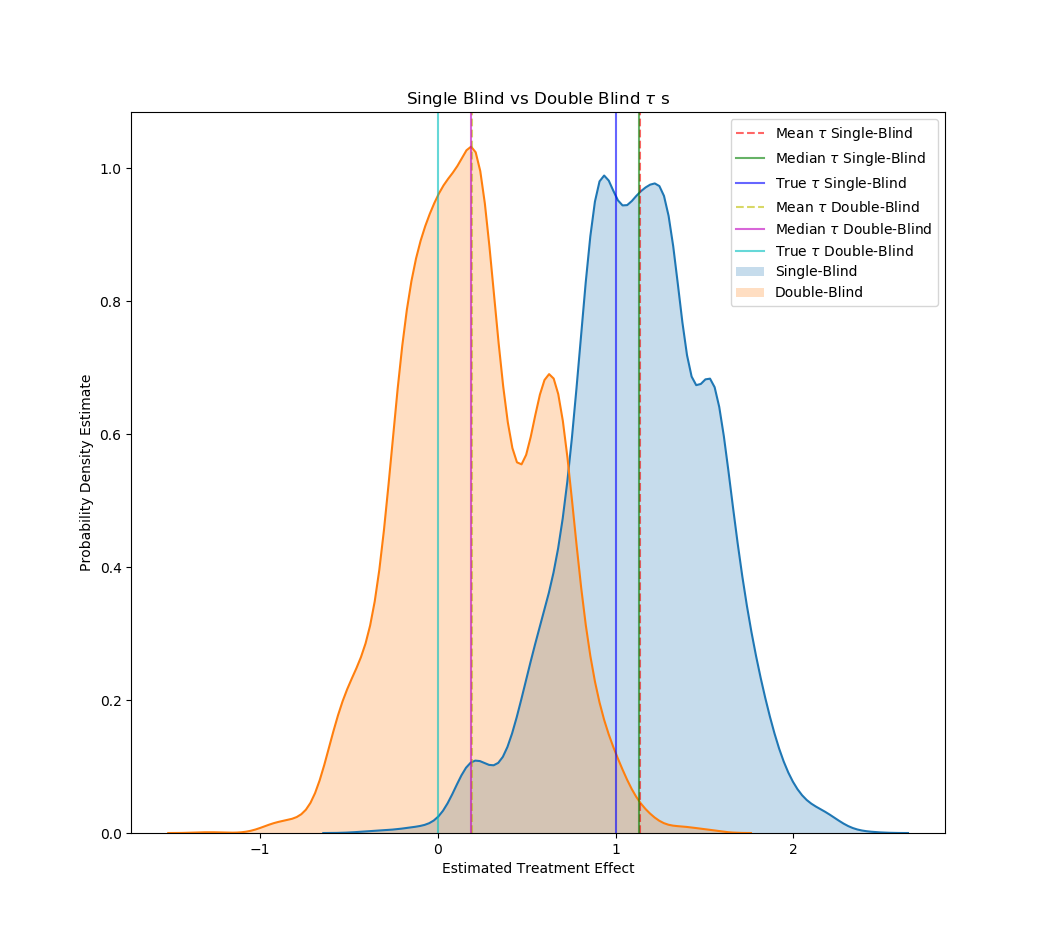 Single Blind vs Double Blind τ s
Mean τ Single-Blind
Median τ Single-Blind
True τ Single-Blind
Mean τ Double-Blind
Median τ Double-Blind
True τ Double-Blind
Single-Blind
Double-Blind
Probability Density Estimate
1.0
0.8
0.6
0.4
0.2
0.0
−1
0
1
2
Estimated Treatment Effect